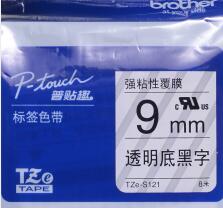 brother
P-touch
普贴趣
标签色带
TZe
TAPE
强粘性覆膜
9 mm
透明底黑字
TZe-S121
8米